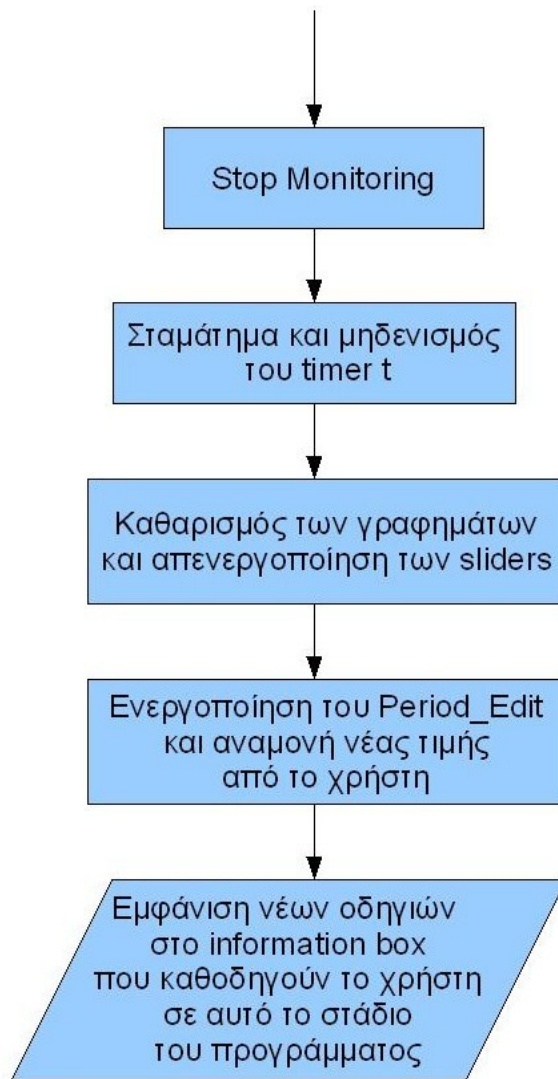 Stop Monitoring
Σταμάτημα και μηδενισμός
του timer t
Καθαρισμός των γραφημάτων
και απενεργοποίηση των sliders
Ενεργοποίηση του Period_Edit
και αναμονή νέας τιμής
από το χρήστη
Εμφάνιση νέων οδηγιών
στο information box
που καθοδηγούν το χρήστη
σε αυτό το στάδιο
του προγράμματος